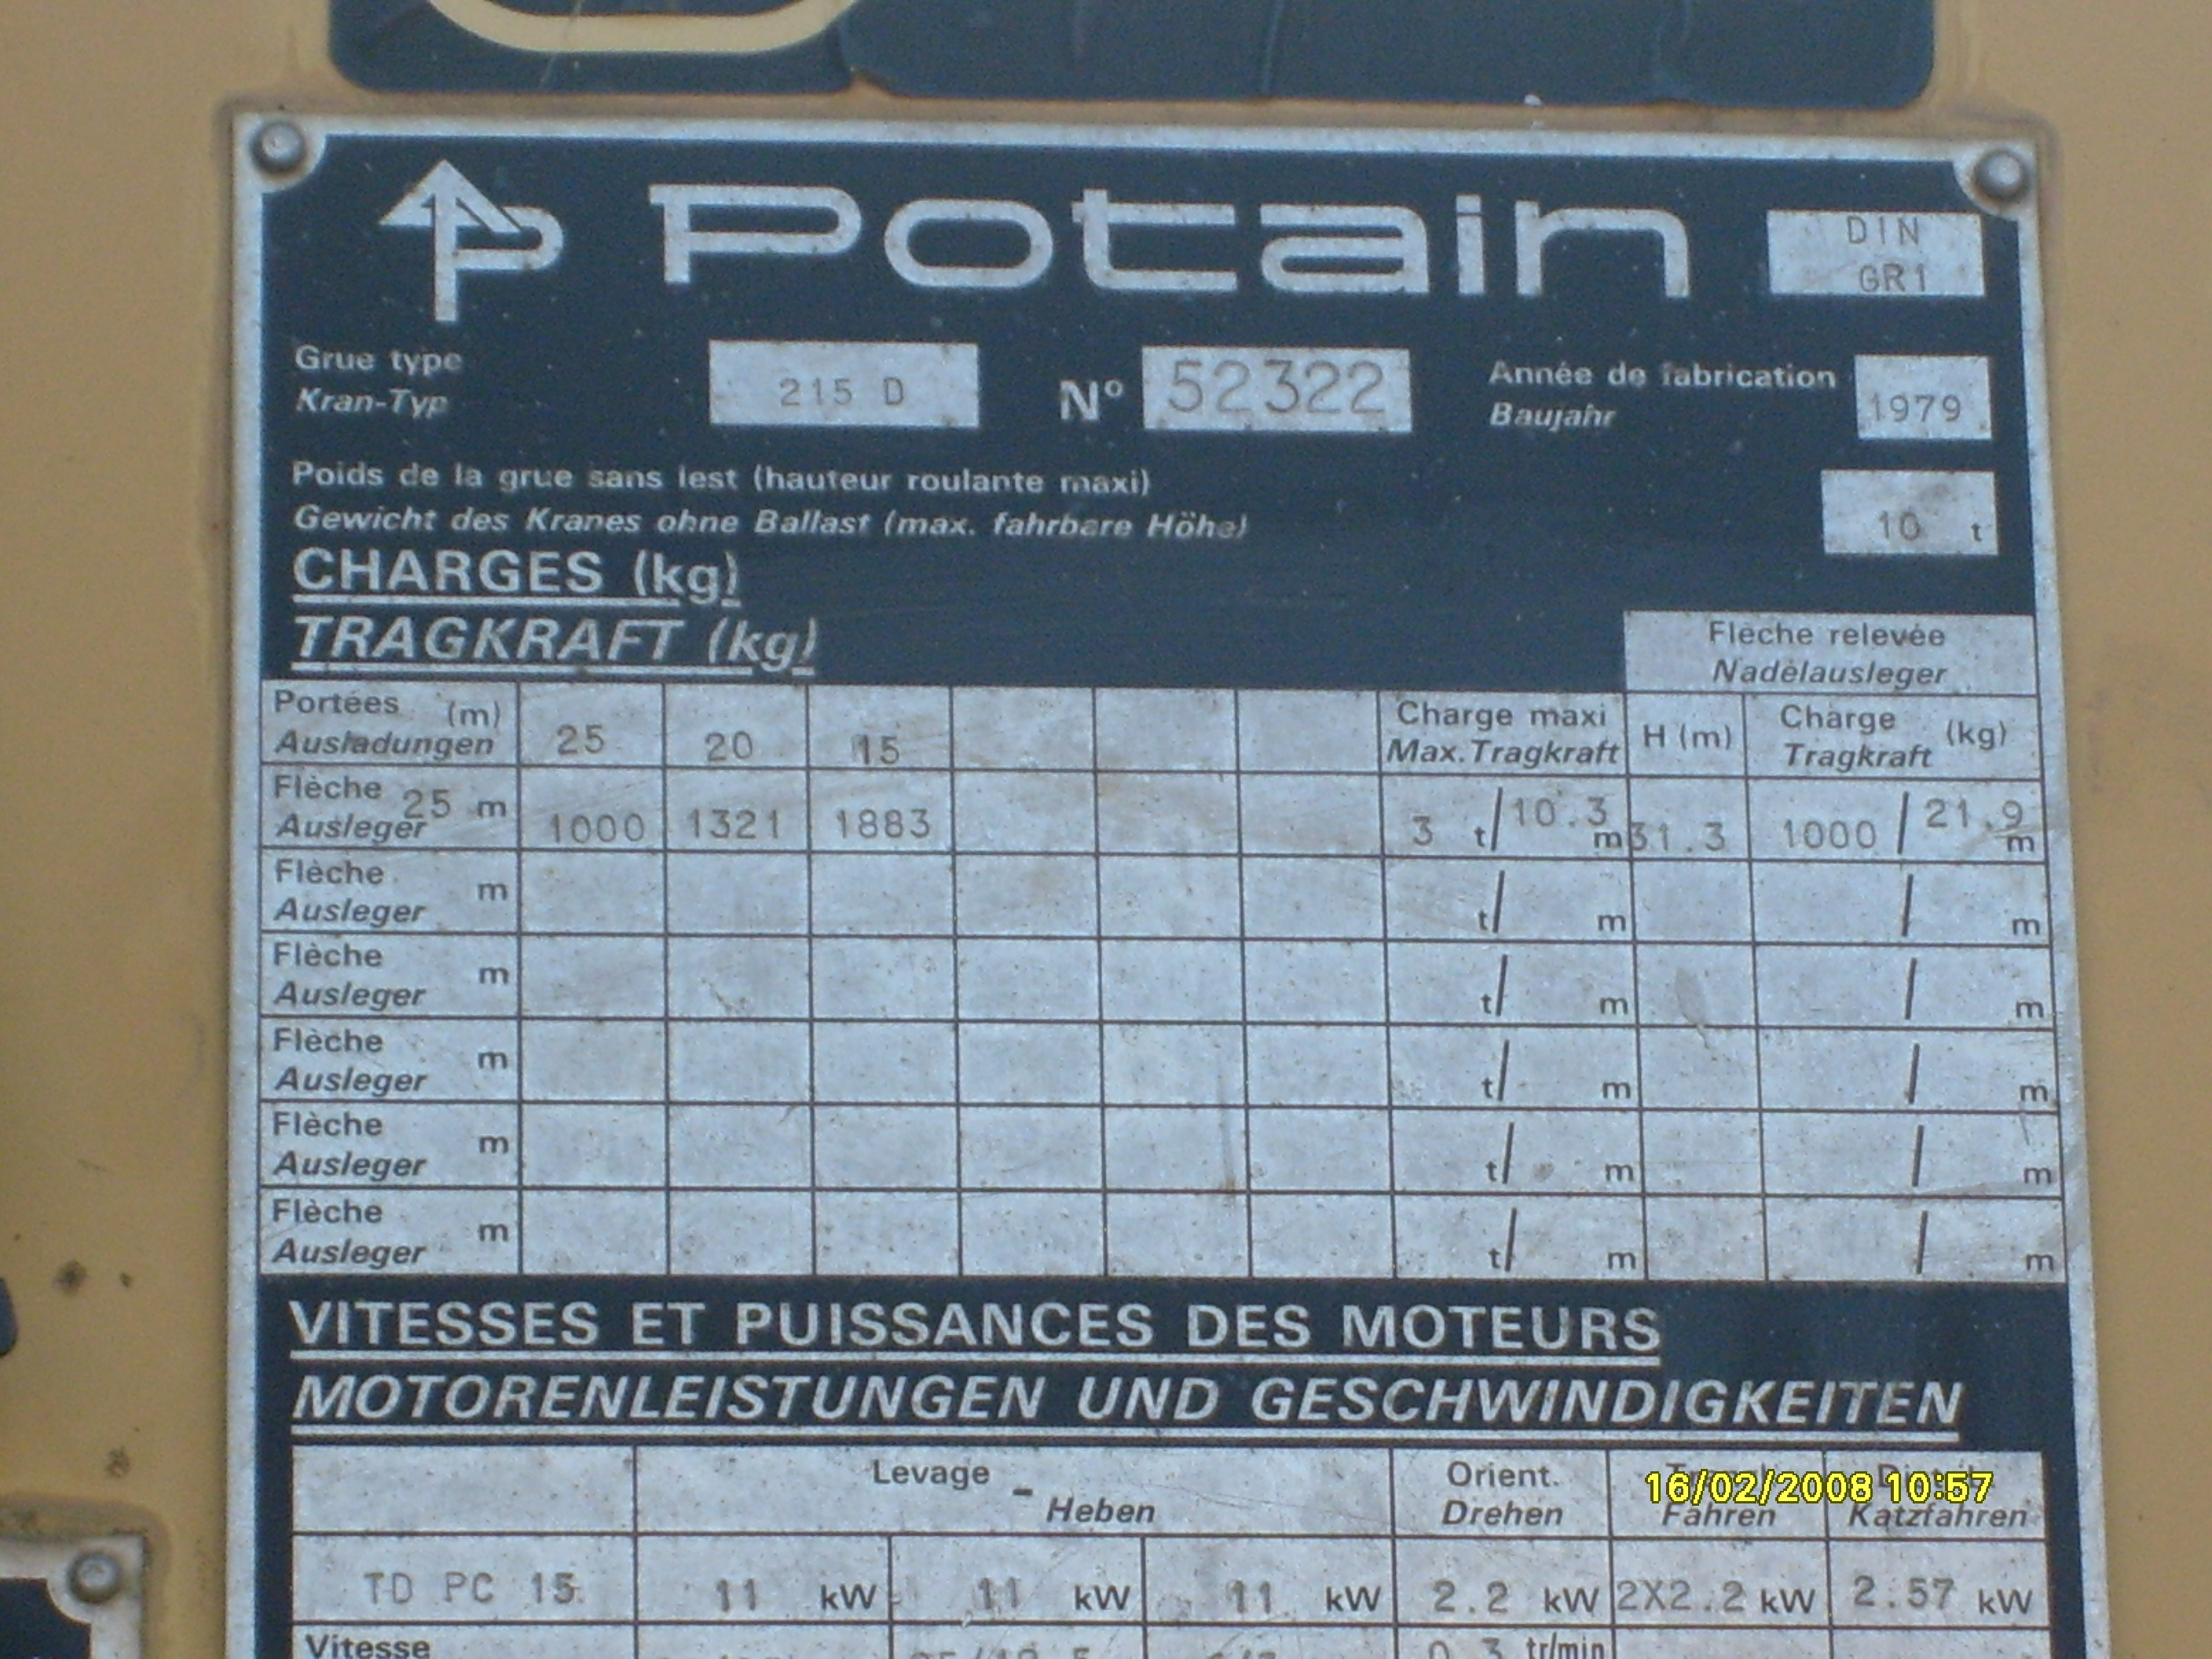 Potain
DIN
GR1
Grue type
Kran-Typ
215 D
N° 52322
Année de fabrication
Baujahr
1979
Poids de la grue sans lest (hauteur roulante maxi)
Gewicht des Kranes ohne Ballast (max. fahrbare Höhe)
10 t
CHARGES (kg)
TRAGKRAFT (kg)
Flèche relevée
Nadèlausleger
Portées (m)
Ausladungen
25 20 15
Charge maxi
Max. Tragkraft
H (m)
Charge (kg)
Tragkraft
Flèche 25 m
Ausleger
1000 1321 1883 3 t/ 10.3 m 31.3 1000 / 21.9 m
Flèche m
Ausleger t/ m / m
Flèche m
Ausleger t/ m / m
Flèche m
Ausleger t/ m / m
Flèche m
Ausleger t/ m / m
Flèche m
Ausleger t/ m / m
VITESSES ET PUISSANCES DES MOTEURS
MOTORENLEISTUNGEN UND GESCHWINDIGKEITEN
Levage - Heben
Orient.
Drehen
Fahren
Katzfahren
16/02/2008 10:57
TD PC 15 11 kW 11 kW 11 kW 2.2 kW 2X2.2 kW 2.57 kW
Vitesse
0.3 tr/min